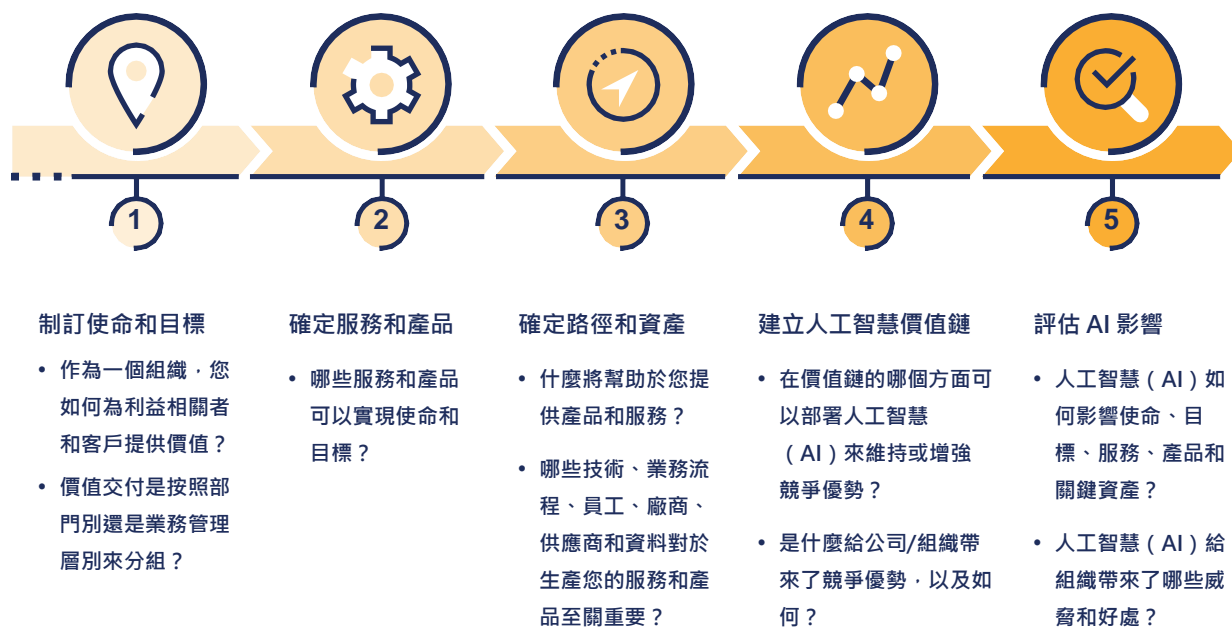 1
2
3
4
5
制訂使命和目標
• 作為一個組織，您
如何為利益相關者
和客戶提供價值？
• 價值交付是按照部
門別還是業務管理
層別來分組？
確定服務和產品
• 哪些服務和產品
可以實現使命和
目標？
確定路徑和資產
• 什麼將幫助於您提
供產品和服務？
• 哪些技術、業務流
程、員工、廠商、
供應商和資料對於
生產您的服務和產
品至關重要？
建立人工智慧價值鏈
• 在價值鏈的哪個方面可
以部署人工智慧
（AI）來維持或增強
競爭優勢？
• 是什麼給公司/組織帶
來了競爭優勢，以及如
何？
評估 AI 影響
• 人工智慧（AI）如
何影響使命、目
標、服務、產品和
關鍵資產？
• 人工智慧（AI）給
組織帶來了哪些威
脅和好處？